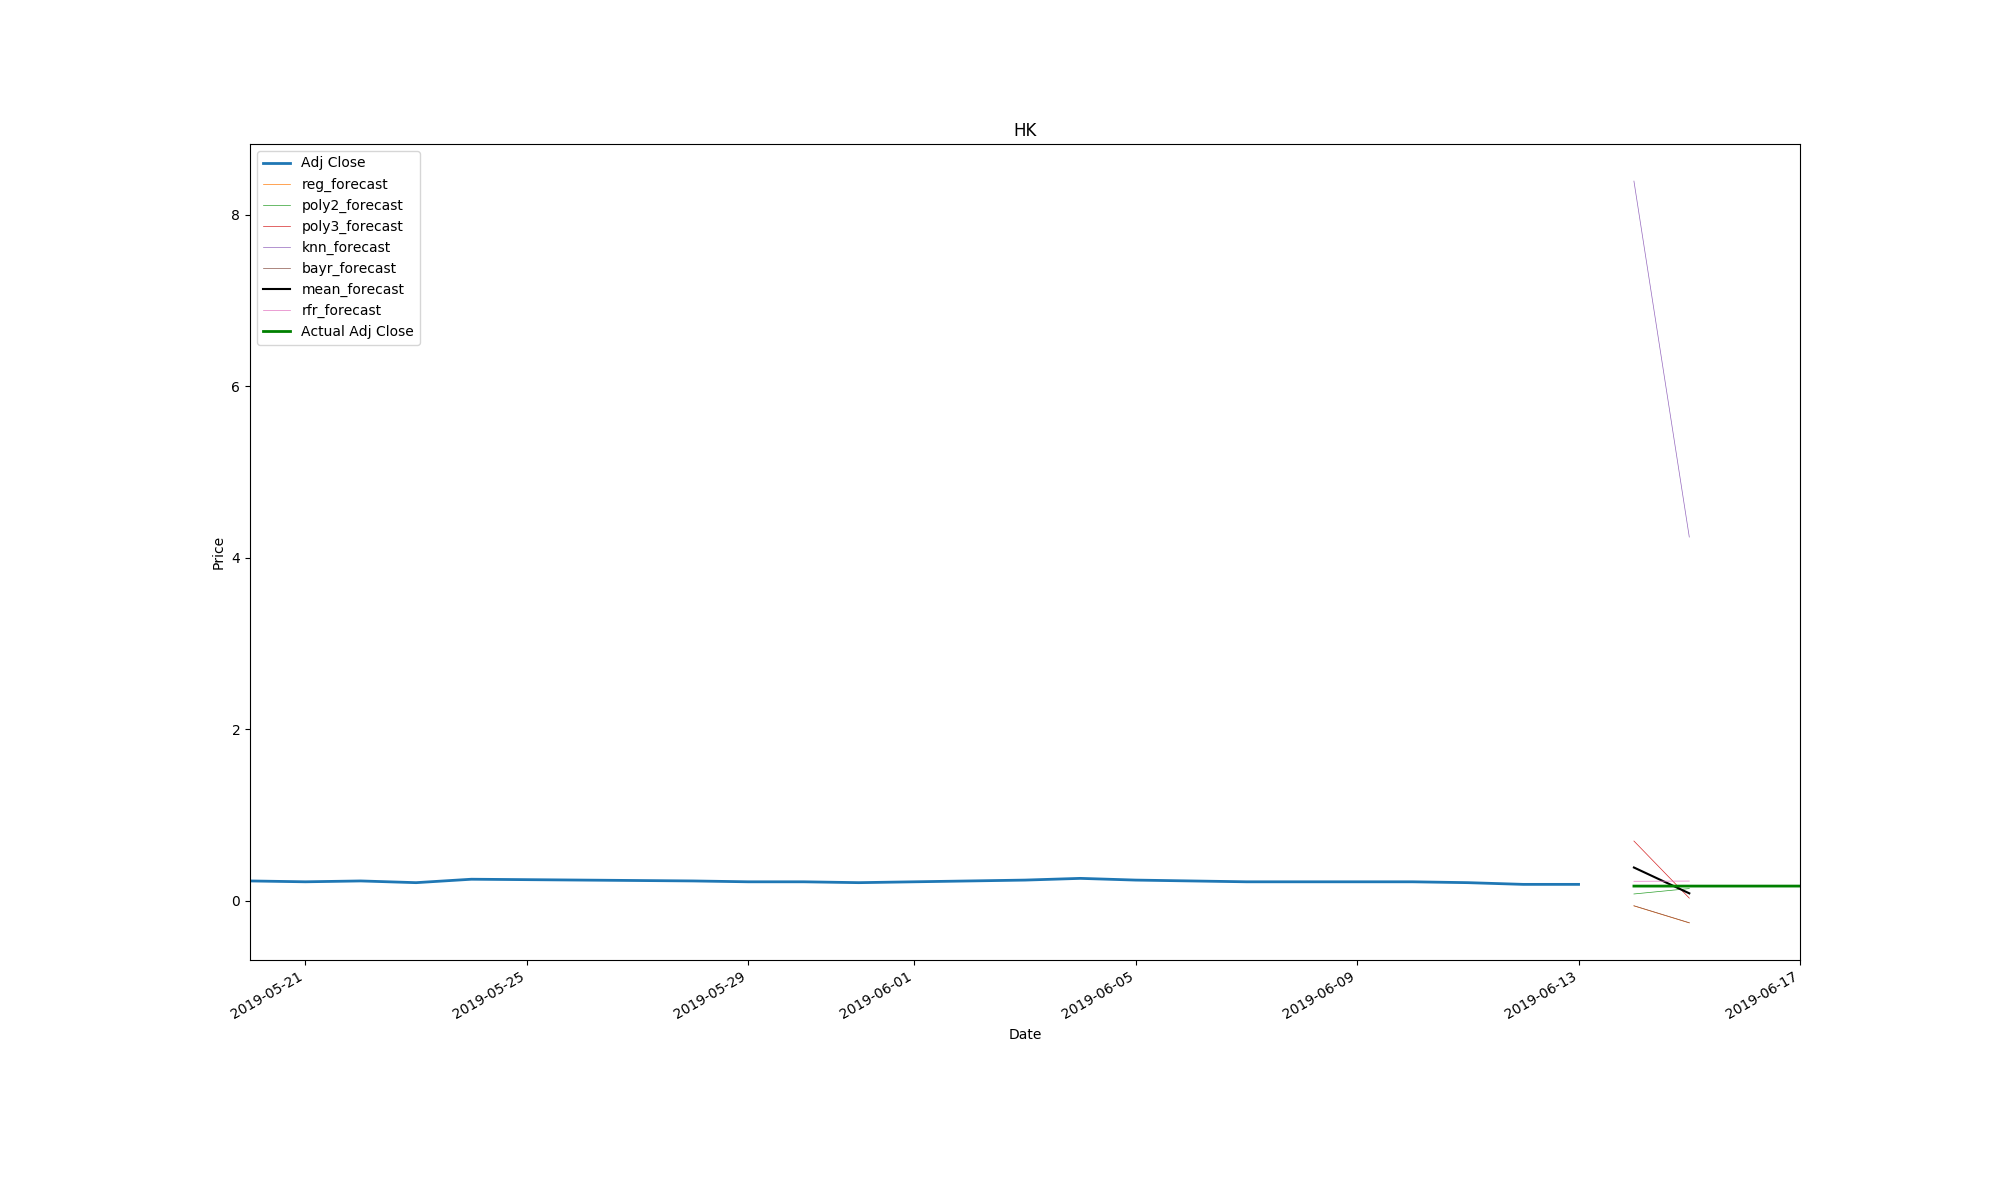 HK
Adj Close
reg_forecast
poly2_forecast
poly3_forecast
knn_forecast
bayr_forecast
mean_forecast
rfr_forecast
Actual Adj Close
8
6
4
2
0
Price
2019-05-21
2019-05-25
2019-05-29
2019-06-01
2019-06-05
2019-06-09
2019-06-13
2019-06-17
Date